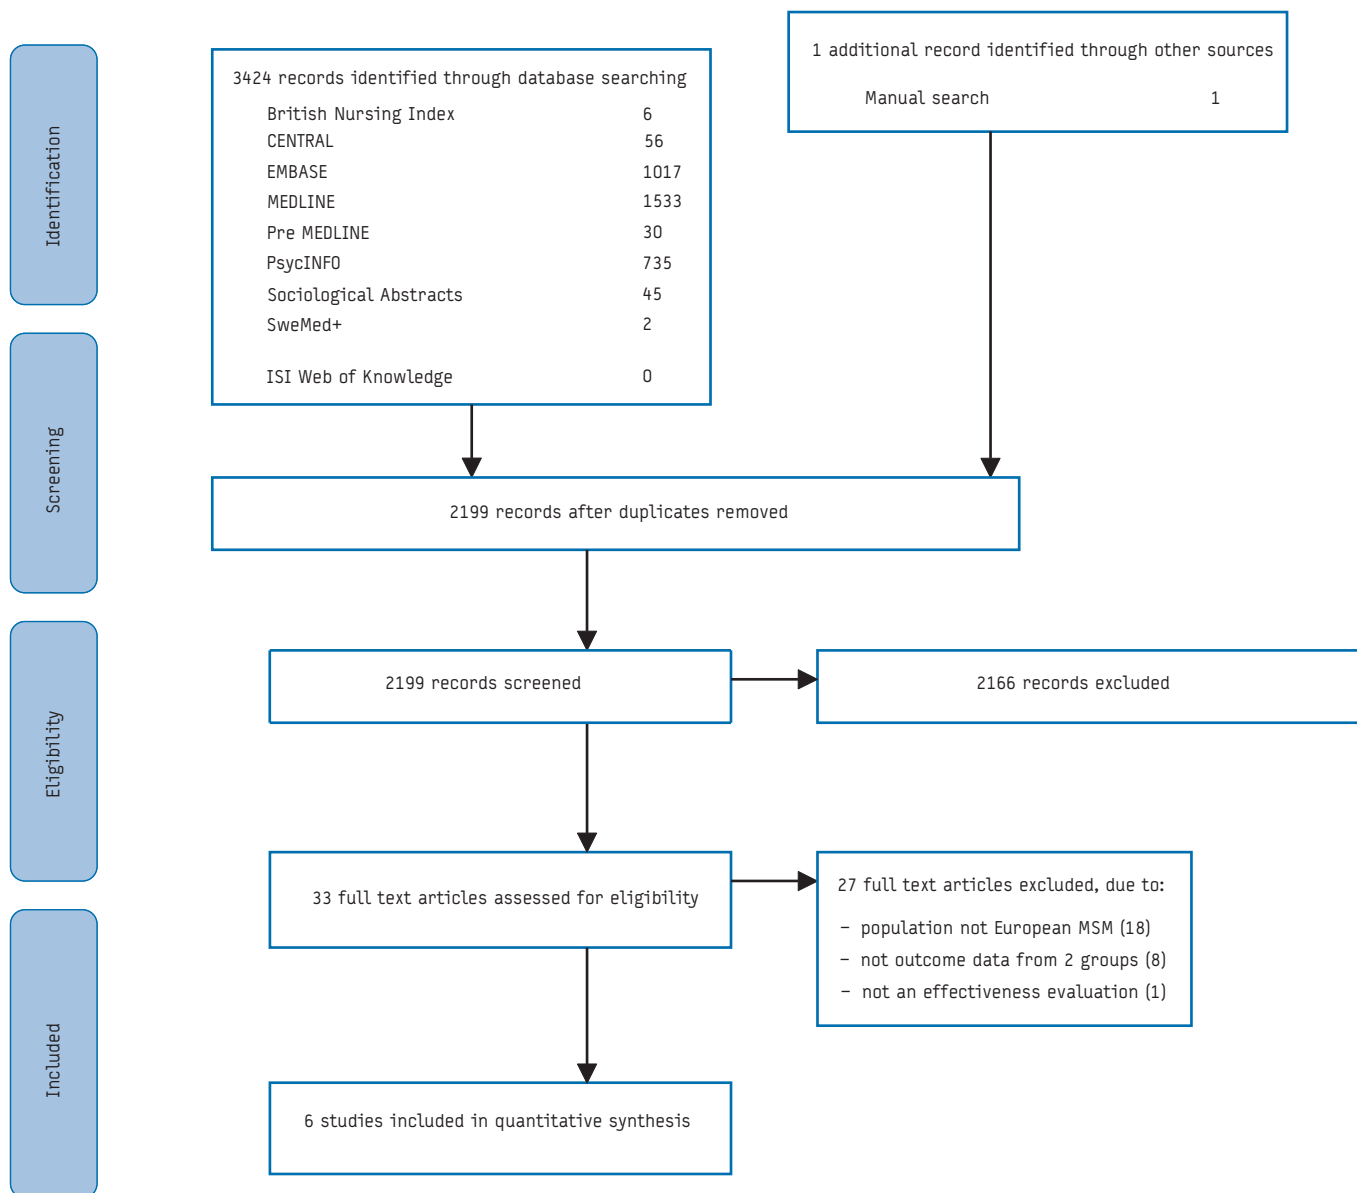 Identification
Screening
Eligibility
Included
3424 records identified through database searching
British Nursing Index 6
CENTRAL 56
EMBASE 1017
MEDLINE 1533
Pre MEDLINE 30
PsycINFO 735
Sociological Abstracts 45
SweMed+ 2
ISI Web of Knowledge 0
1 additional record identified through other sources
Manual search 1
2199 records after duplicates removed
2199 records screened
2166 records excluded
33 full text articles assessed for eligibility
27 full text articles excluded, due to:
– population not European MSM (18)
– not outcome data from 2 groups (8)
– not an effectiveness evaluation (1)
6 studies included in quantitative synthesis